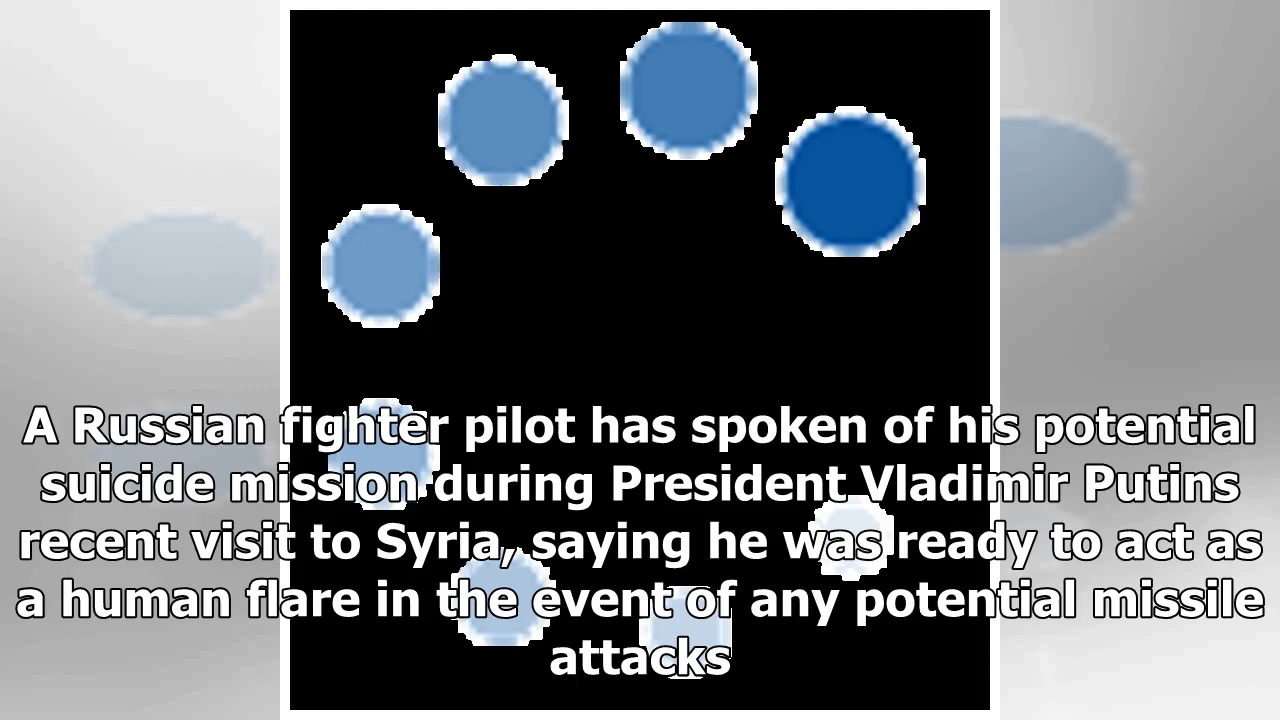 A Russian fighter pilot has spoken of his potential
suicide mission during President Vladimir Putins
recent visit to Syria, saying he was ready to act as
a human flare in the event of any potential missile
attacks